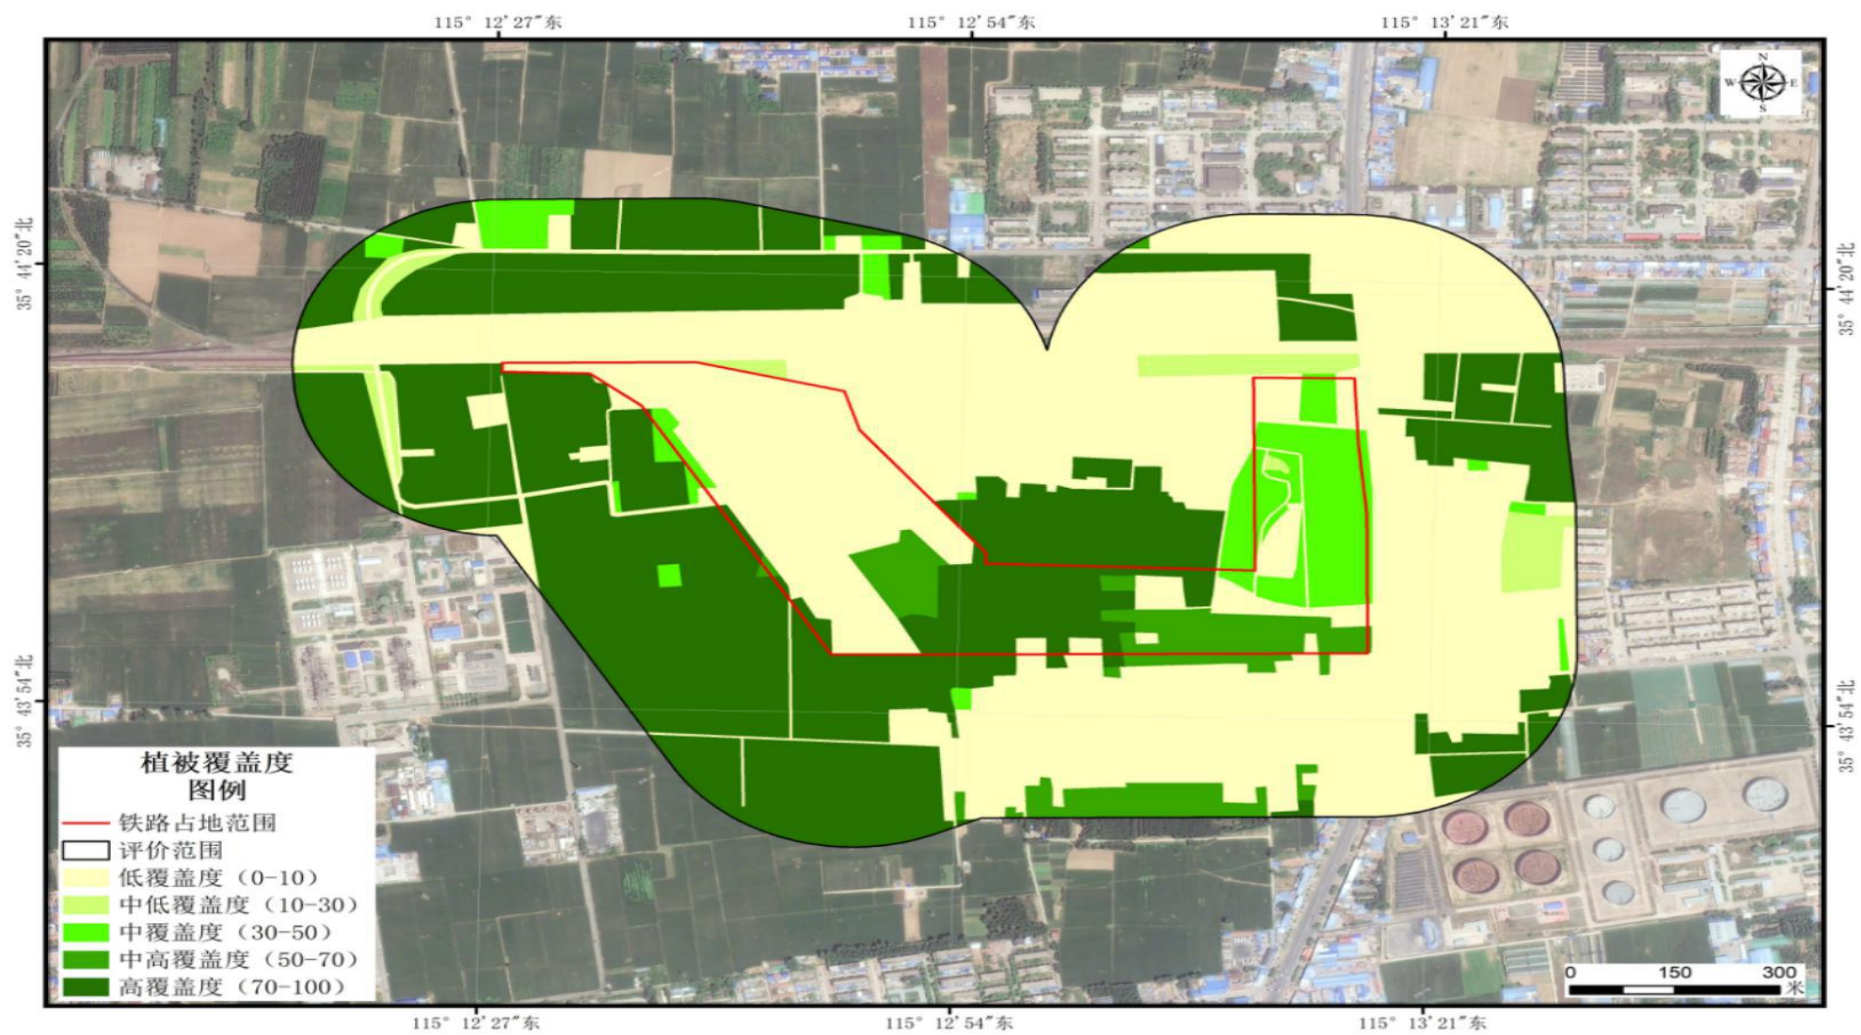 115° 12′27″东
115° 12′54″东
115° 13′21″东
N
W
E
S
35° 44′20″北
35° 44′20″北
35° 43′54″北
35° 43′54″北
植被覆盖度
图例
铁路占地范围
评价范围
低覆盖度（0-10）
中低覆盖度（10-30）
中覆盖度（30-50）
中高覆盖度（50-70）
高覆盖度（70-100）
0 150 300
米
115° 12′27″东
115° 12′54″东
115° 13′21″东